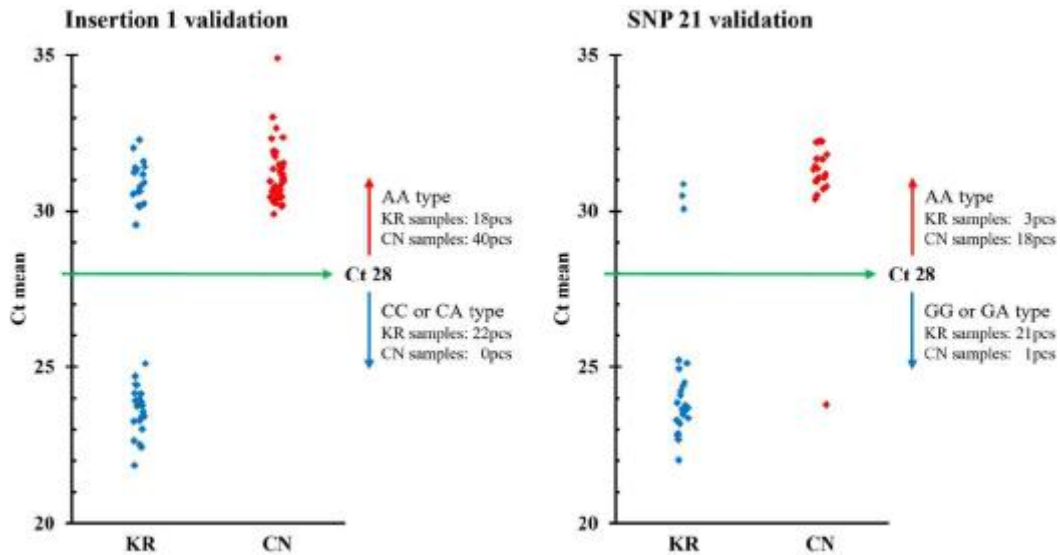 Insertion 1 validation
35
30
25
20
Ct mean
KR
CN
AA type
KR samples: 18pcs
CN samples: 40pcs
Ct 28
CC or CA type
KR samples: 22pcs
CN samples: 0pcs
SNP 21 validation
35
30
25
20
Ct mean
KR
CN
AA type
KR samples: 3pcs
CN samples: 18pcs
Ct 28
GG or GA type
KR samples: 21pcs
CN samples: 1pcs